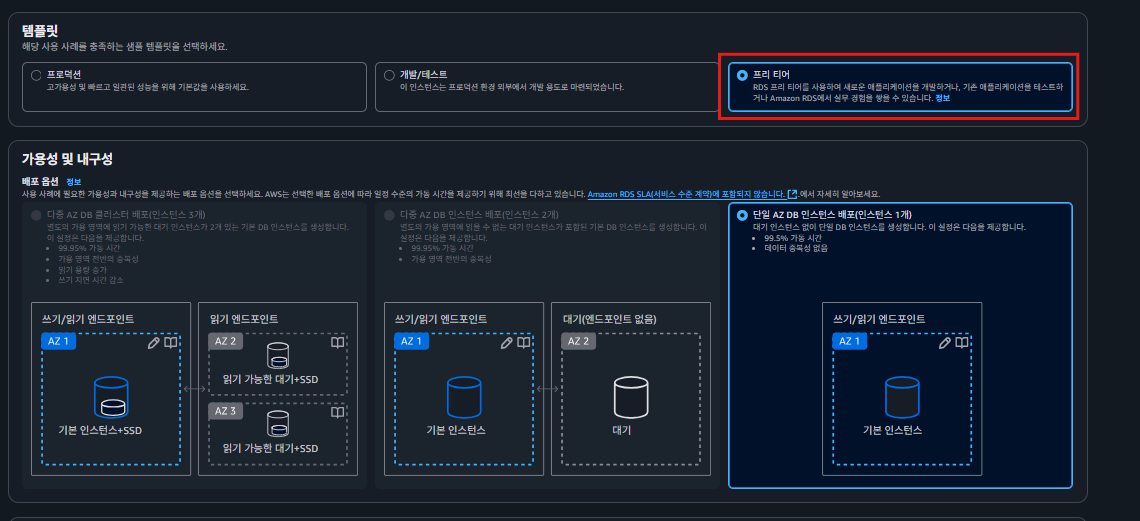 템플릿
해당 사용 사례를 충족하는 샘플 템플릿을 선택하세요.
프로덕션
고가용성 및 빠르고 일관된 성능을 위해 기본값을 사용하세요.
개발/테스트
이 인스턴스는 프로덕션 환경 외부에서 개발 용도로 마련되었습니다.
프리 티어
RDS 프리 티어를 사용하여 새로운 애플리케이션을 개발하거나, 기존 애플리케이션을 테스트하
거나 Amazon RDS에서 실무 경험을 쌓을 수 있습니다. 정보
가용성 및 내구성
배포 옵션 정보
사용 사례에 필요한 가용성과 내구성을 제공하는 배포 옵션을 선택하세요. AWS는 선택한 배포 옵션에 따라 일정 수준의 가동 시간을 제공하기 위해 최선을 다하고 있습니다. Amazon RDS SLA(서비스 수준 계약)에 포함되지 않습니다. 에서 자세히 알아보세요.
다중 AZ DB 클러스터 배포(인스턴스 3개)
별도의 가용 영역에 읽기 가능한 대기 인스턴스가 2개 있는 기본 DB 인스턴스를 생성합니다. 이 설정은 다음을 제공합니다.
99.95% 가동 시간
가용 영역 전반의 중복성
읽기 용량 증가
쓰기 지연 시간 감소
쓰기/읽기 엔드포인트
AZ 1
기본 인스턴스+SSD
읽기 엔드포인트
AZ 2
읽기 가능한 대기+SSD
AZ 3
읽기 가능한 대기+SSD
다중 AZ DB 인스턴스 배포(인스턴스 2개)
별도의 가용 영역에 읽을 수 없는 대기 인스턴스가 포함된 기본 DB 인스턴스를 생성합니다. 이
설정은 다음을 제공합니다.
99.95% 가동 시간
가용 영역 전반의 중복성
쓰기/읽기 엔드포인트
AZ 1
기본 인스턴스
대기(엔드포인트 없음)
AZ 2
대기
단일 AZ DB 인스턴스 배포(인스턴스 1개)
대기 인스턴스 없이 단일 DB 인스턴스를 생성합니다. 이 설정은 다음을 제공합니다.
99.5% 가동 시간
데이터 중복성 없음
쓰기/읽기 엔드포인트
AZ 1
기본 인스턴스